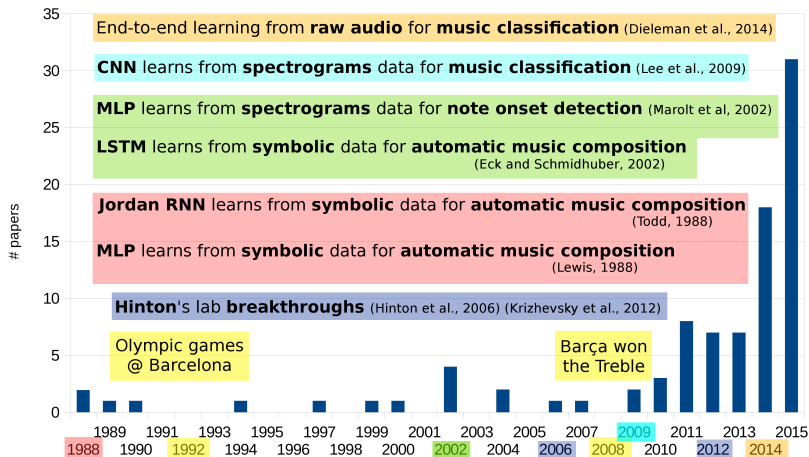 35
End-to-end learning from raw audio for music classification (Dieleman et al., 2014)
30
CNN learns from spectrograms data for music classification (Lee et al., 2009)
MLP learns from spectrograms data for note onset detection (Marolt et al, 2002)
25
LSTM learns from symbolic data for automatic music composition
(Eck and Schmidhuber, 2002)
20
Jordan RNN learns from symbolic data for automatic music composition
(Todd, 1988)
# papers
15
MLP learns from symbolic data for automatic music composition
(Lewis, 1988)
10
Hinton's lab breakthroughs (Hinton et al., 2006) (Krizhevsky et al., 2012)
Olympic games
@ Barcelona
Barça won
the Treble
5
0
1989 1991 1993 1995 1997 1999 2001 2003 2005 2007 2009 2011 2013 2015
1988 1990 1992 1994 1996 1998 2000 2002 2004 2006 2008 2010 2012 2014